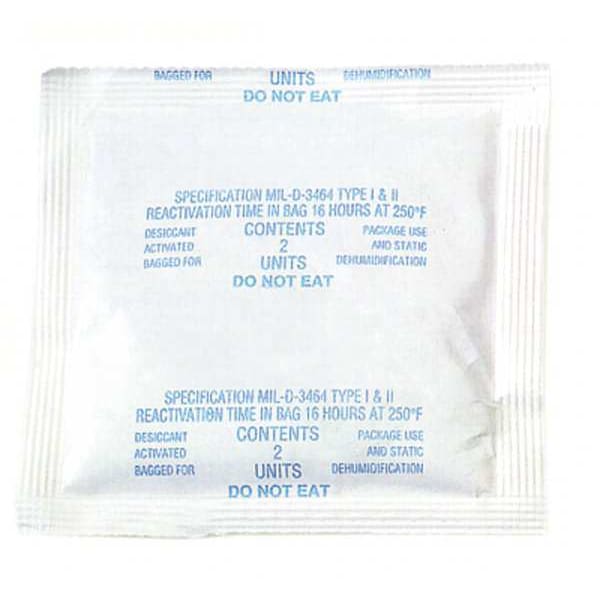 BAGGED FOR UNITS DEHUMIDIFICATION
DO NOT EAT
SPECIFICATION MIL-D-3464 TYPE I & II
REACTIVATION TIME IN BAG 16 HOURS AT 250°F
DESICCANT CONTENTS PACKAGE USE
ACTIVATED 2 AND STATIC
BAGGED FOR UNITS DEHUMIDIFICATION
DO NOT EAT
SPECIFICATION MIL-D-3464 TYPE I & II
REACTIVATION TIME IN BAG 16 HOURS AT 250°F
DESICCANT CONTENTS PACKAGE USE
ACTIVATED 2 AND STATIC
BAGGED FOR UNITS DEHUMIDIFICATION
DO NOT EAT